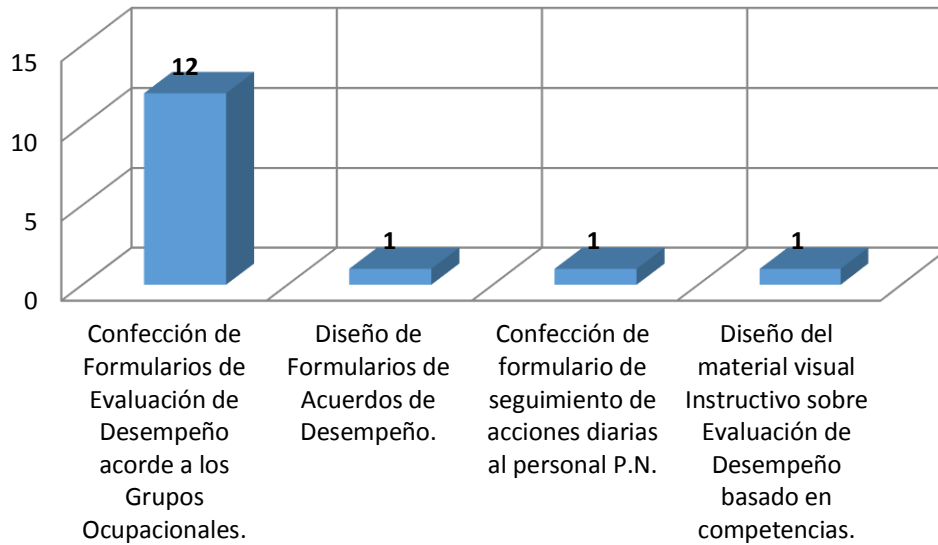 15
10
5
0
12
1
1
1
Confección de
Formularios de
Evaluación de
Desempeño
acorde a los
Grupos
Ocupacionales.
Diseño de
Formularios de
Acuerdos de
Desempeño.
Confección de
formulario de
seguimiento de
acciones diarias
al personal P.N.
Diseño del
material visual
Instructivo sobre
Evaluación de
Desempeño
basado en
competencias.